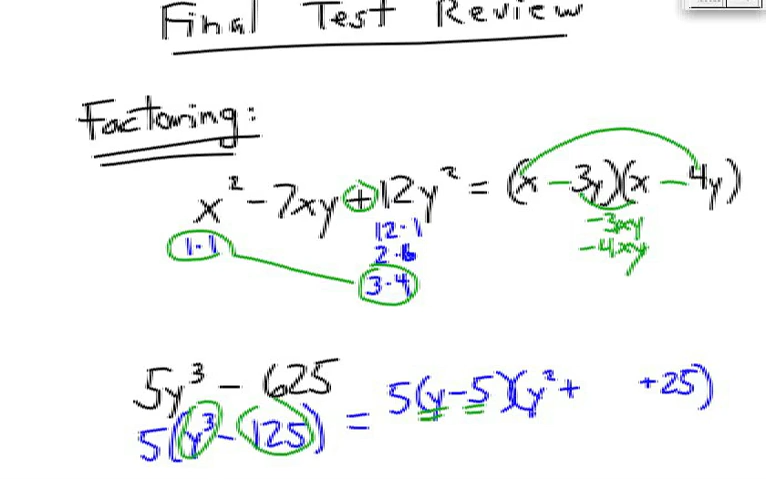 Final Test Review
Factoring:
x² - 7xy + 12y² = (x - 3y)(x - 4y)
1·1 12·1 -3xy
2·6 -4xy
3·4
5y³ - 625
5(y³ - 125) = 5(y - 5)(y² +   + 25)